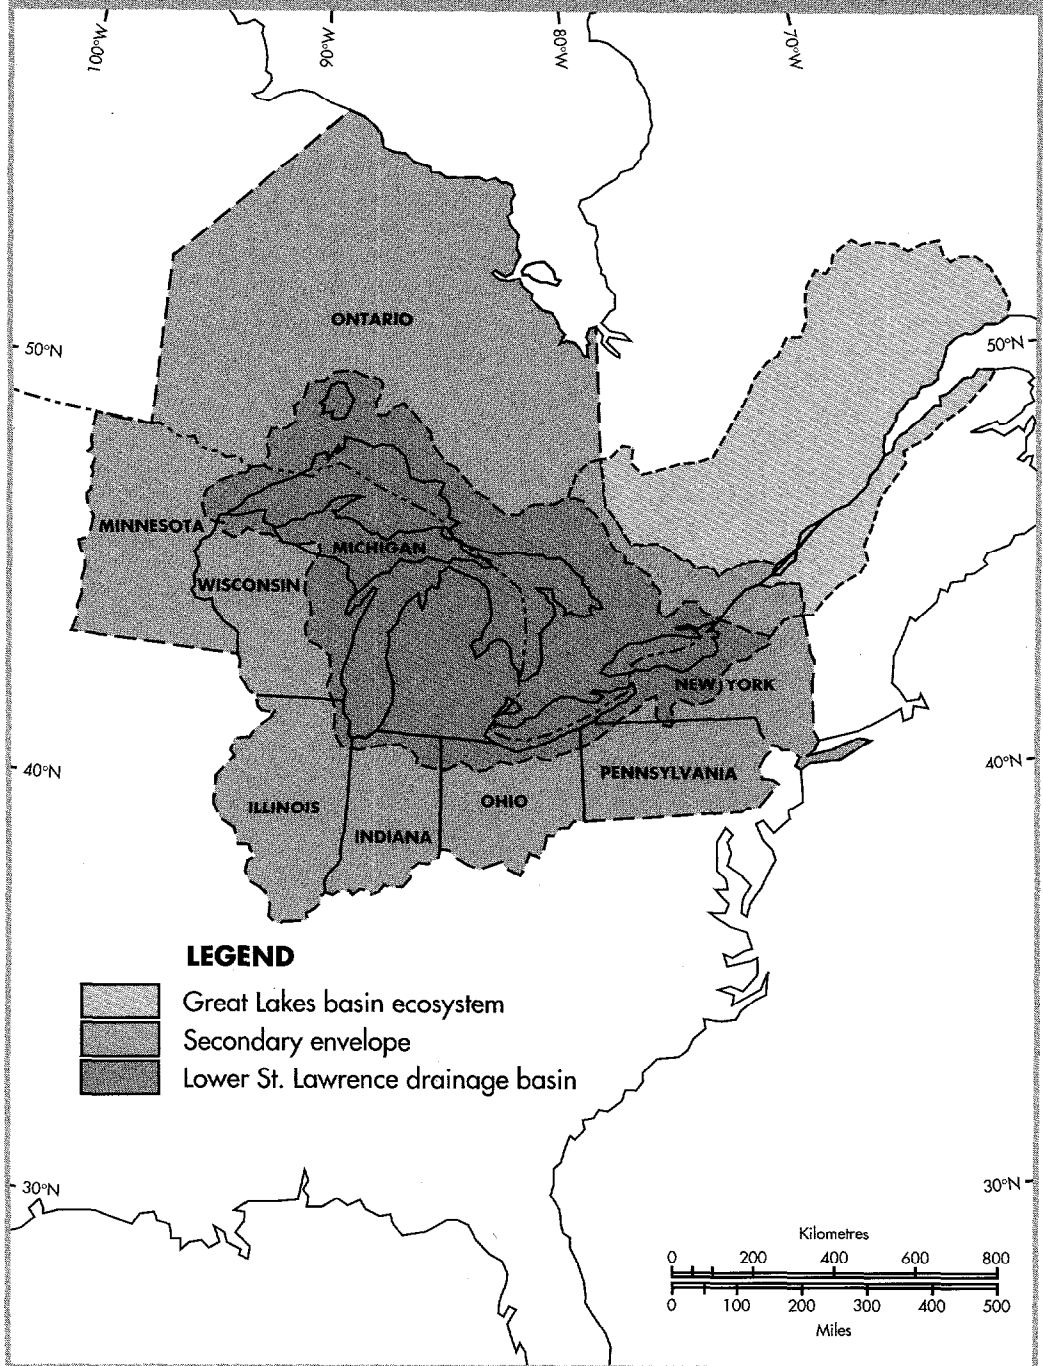 100°W
90°W
80°W
70°W
ONTARIO
50°N
50°N
MINNESOTA
MICHIGAN
WISCONSIN
NEW YORK
40°N
PENNSYLVANIA
40°N
ILLINOIS
OHIO
INDIANA
LEGEND
Great Lakes basin ecosystem
Secondary envelope
Lower St. Lawrence drainage basin
30°N
30°N
Kilometres
0 200 400 600 800
0 100 200 300 400 500
Miles